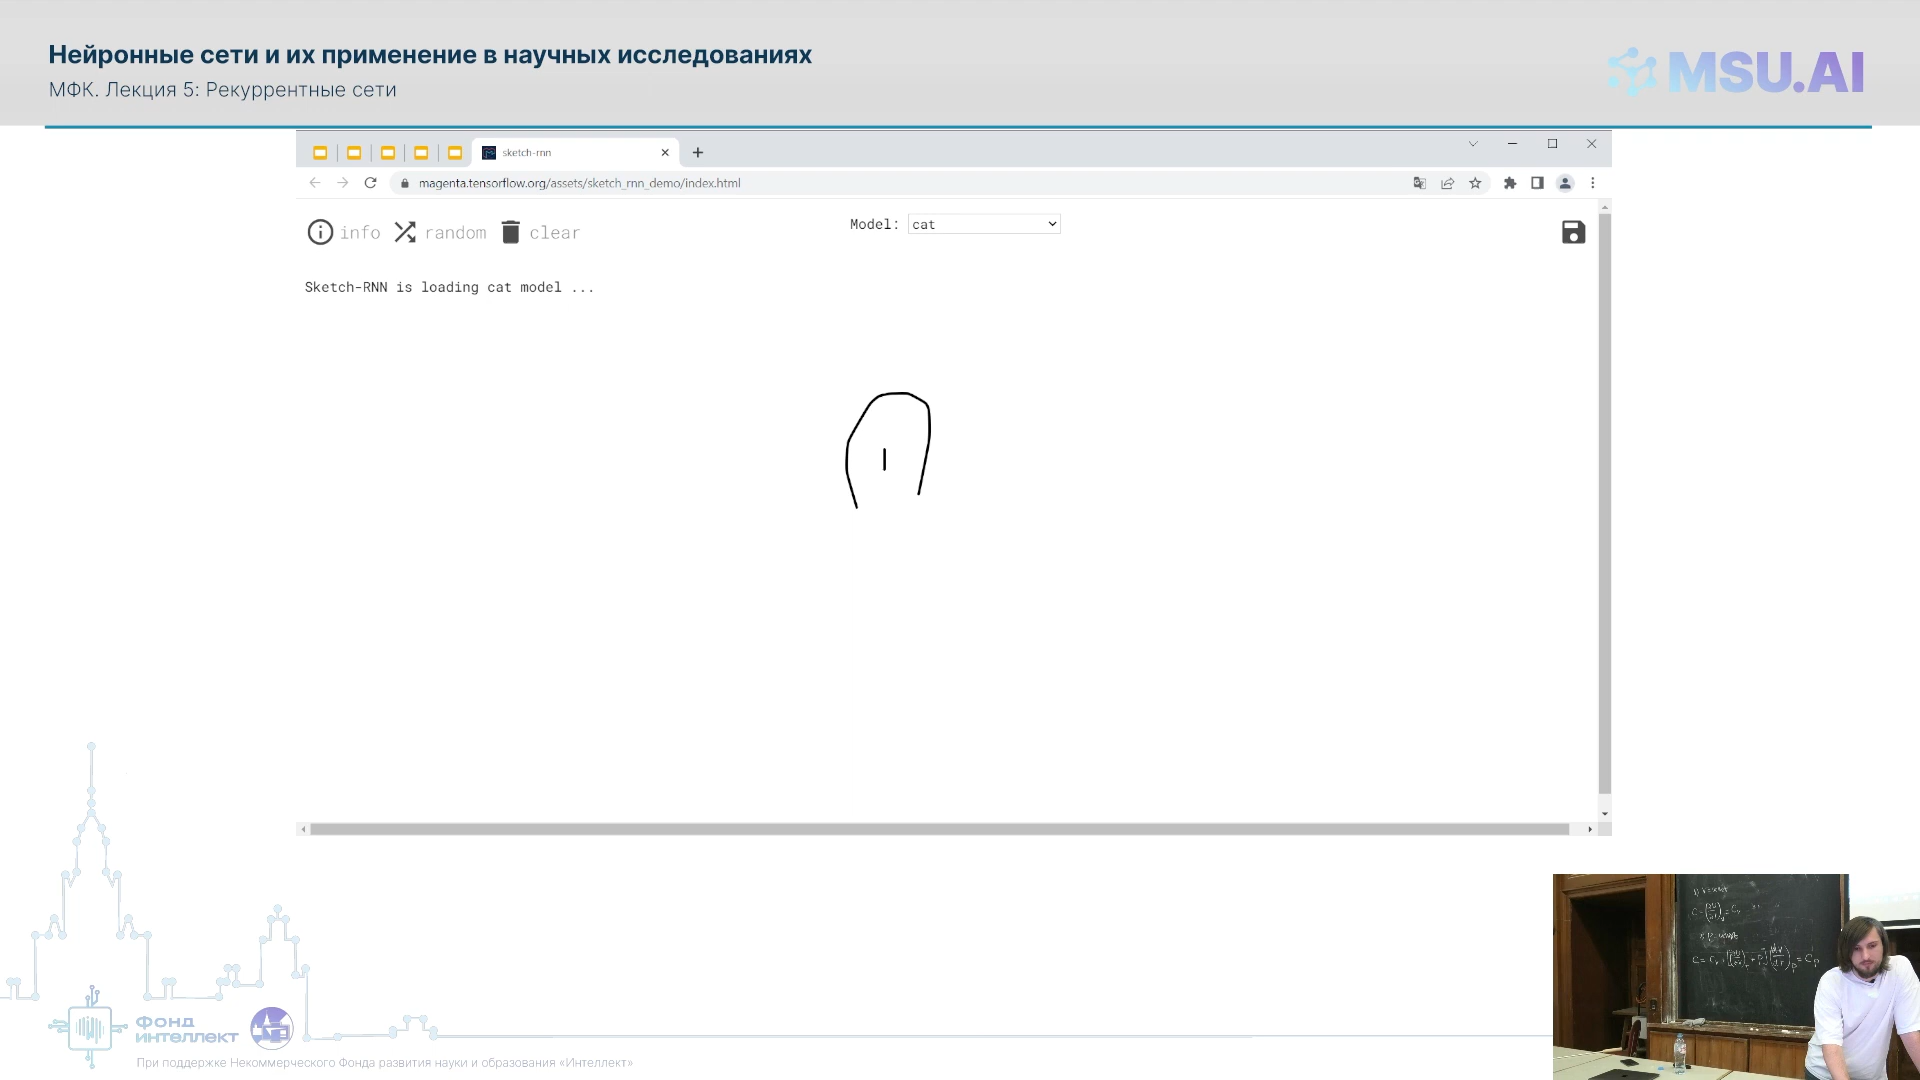 Нейронные сети и их применение в научных исследованиях
МФК. Лекция 5: Рекуррентные сети
MSU.AI
sketch-rnn
magenta.tensorflow.org/assets/sketch_rnn_demo/index.html
info random clear
Model: cat
Sketch-RNN is loading cat model ...
ФОНД
ИНТЕЛЛЕКТ
При поддержке Некоммерческого Фонда развития науки и образования «Интеллект»